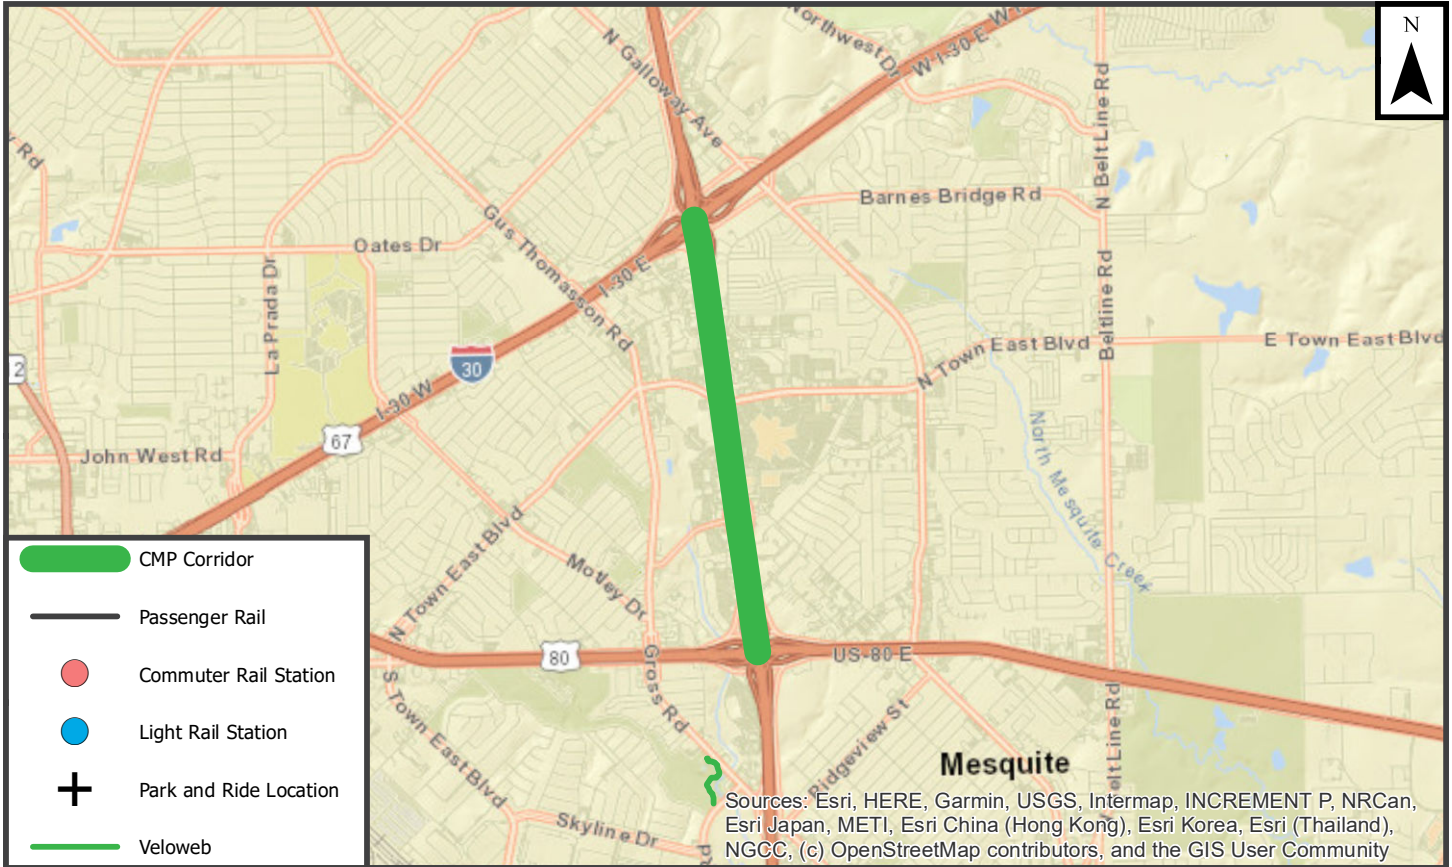 N Galloway Ave
Northwest Dr
W I-30 E
N
N Belt Line Rd
Barnes Bridge Rd
Gus Thomasson Rd
Oates Dr
I-30 E
La Prada Dr
Beltline Rd
N Town East Blvd
E Town East Blvd
30
I-30 W
67
John West Rd
North Mesquite Creek
N Town East Blvd
Motley Dr
80
US-80 E
Gross Rd
S Town East Blvd
Ridgeview St
Mesquite
Skyline Dr
CMP Corridor
Passenger Rail
Commuter Rail Station
Light Rail Station
Park and Ride Location
Veloweb
Sources: Esri, HERE, Garmin, USGS, Intermap, INCREMENT P, NRCan,
Esri Japan, METI, Esri China (Hong Kong), Esri Korea, Esri (Thailand),
NGCC, (c) OpenStreetMap contributors, and the GIS User Community